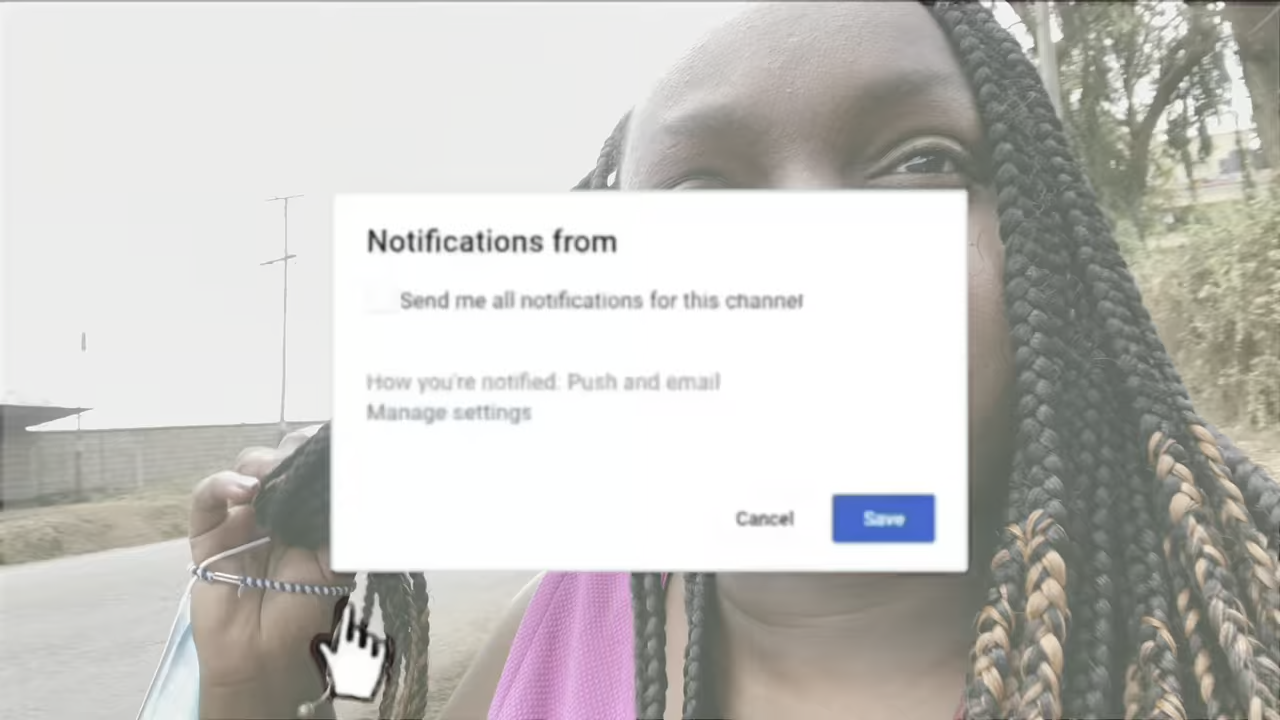 Notifications from
Send me all notifications for this channel
How you're notified: Push and email
Manage settings
Cancel
Save